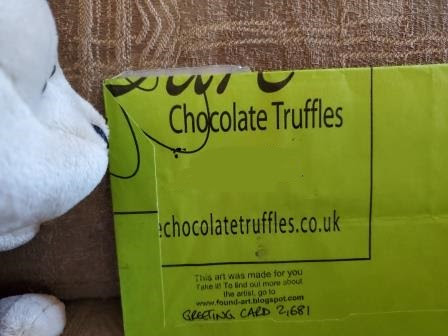 Chocolate Truffles
echocolatetruffles.co.uk
This art was made for you
Take it! To find out more about
the artist, go to
www.found-art.blogspot.com
GREETING CARD 2,681